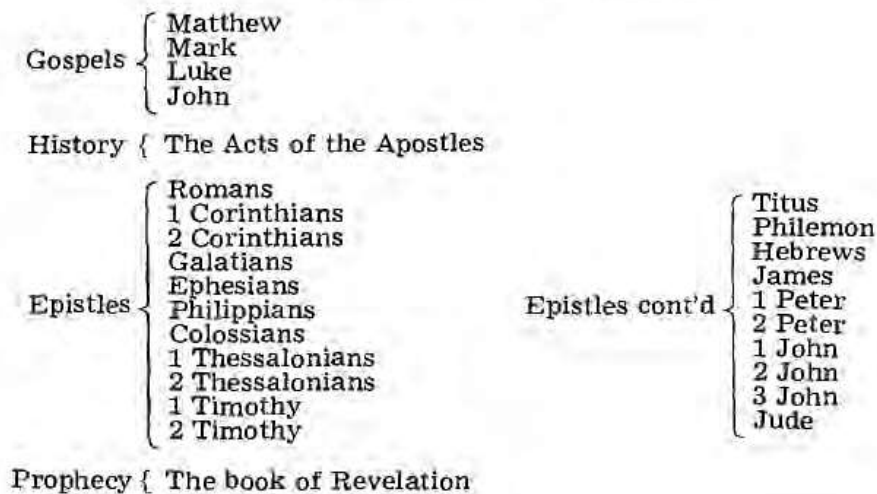 Gospels
Matthew
Mark
Luke
John
History { The Acts of the Apostles
Epistles
Romans
1 Corinthians
2 Corinthians
Galatians
Ephesians
Philippians
Colossians
1 Thessalonians
2 Thessalonians
1 Timothy
2 Timothy
Epistles cont'd
Titus
Philemon
Hebrews
James
1 Peter
2 Peter
1 John
2 John
3 John
Jude
Prophecy { The book of Revelation